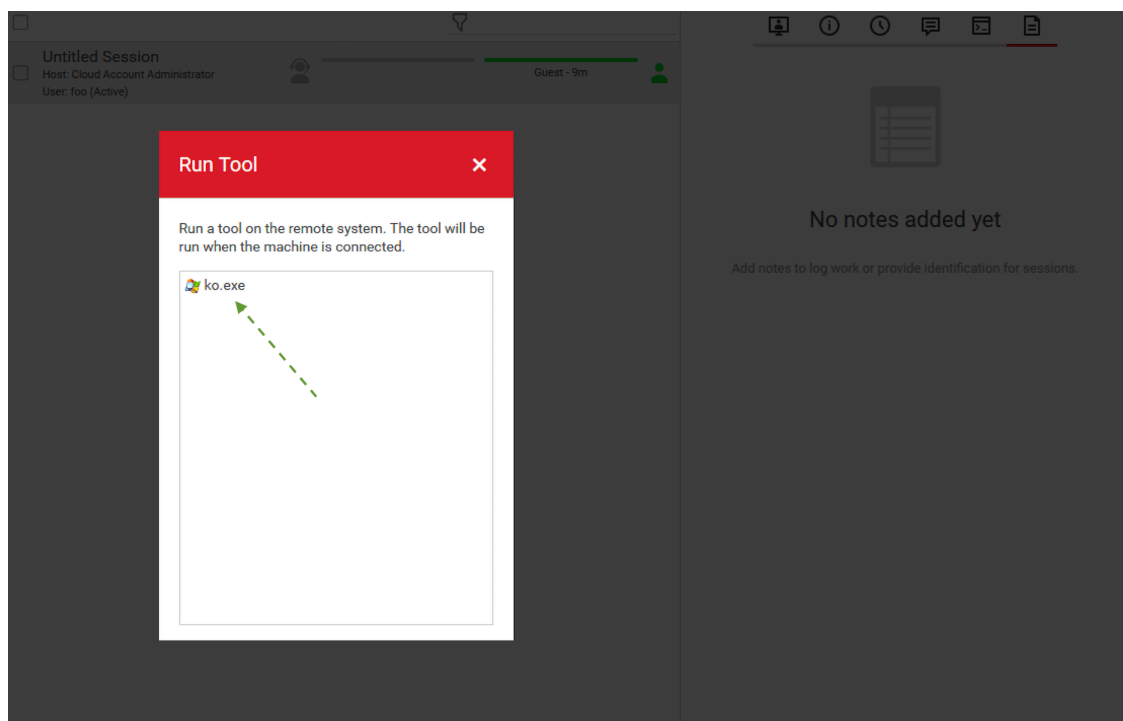 Untitled Session
Host: Cloud Account Administrator
User: foo (Active)
Guest - 9m
Run Tool
Run a tool on the remote system. The tool will be
run when the machine is connected.
ko.exe
No notes added yet
Add notes to log work or provide identification for sessions.